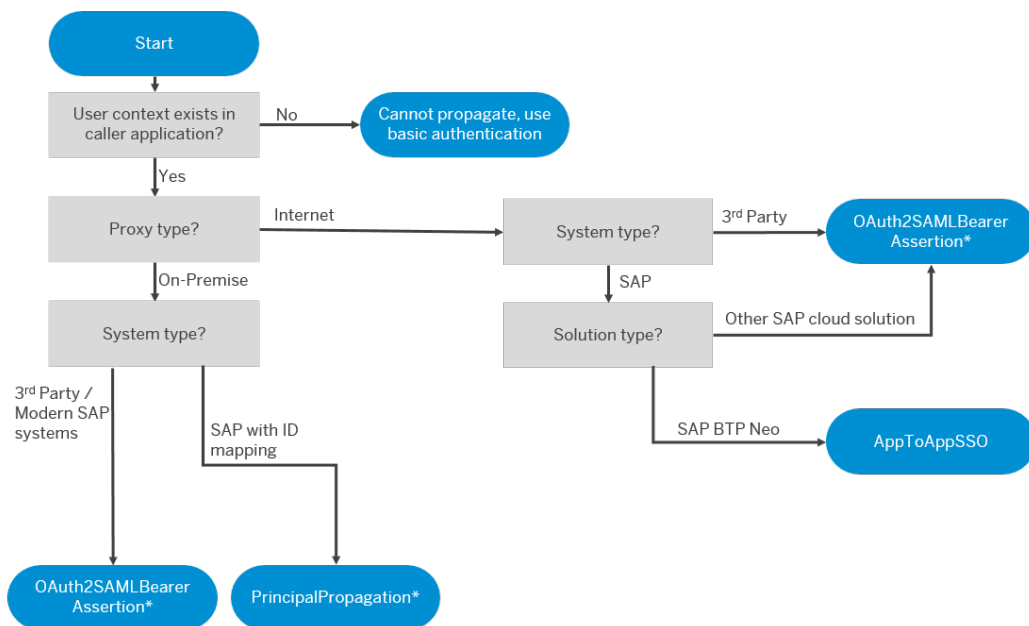 Start
User context exists in
caller application?
No
Cannot propagate, use
basic authentication
Yes
Proxy type?
Internet
System type?
3rd Party
OAuth2SAMLBearer
Assertion*
On-Premise
SAP
System type?
Solution type?
Other SAP cloud solution
3rd Party /
Modern SAP
systems
SAP with ID
mapping
SAP BTP Neo
AppToAppSSO
OAuth2SAMLBearer
Assertion*
PrincipalPropagation*